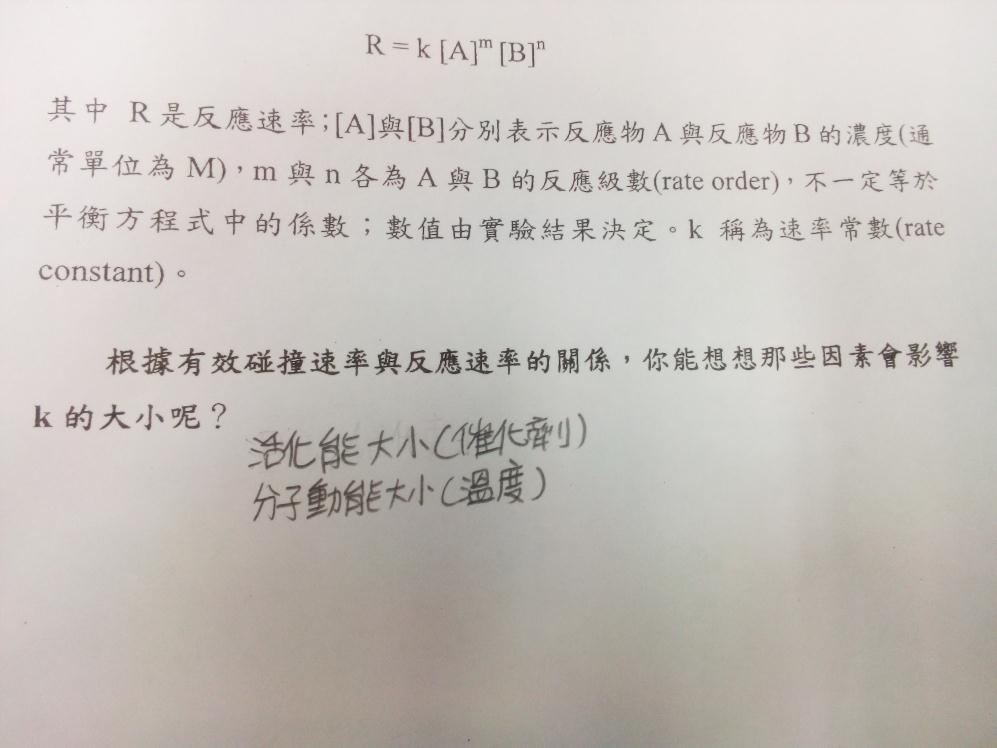 R = k [A]ᵐ [B]ⁿ
其中 R 是反應速率；[A]與[B]分別表示反應物 A 與反應物 B 的濃度(通
常單位為 M)，m 與 n 各為 A 與 B 的反應級數(rate order)，不一定等於
平衡方程式中的係數；數值由實驗結果決定。k 稱為速率常數(rate
constant)。
根據有效碰撞速率與反應速率的關係，你能想想那些因素會影響
k 的大小呢？
活化能大小(催化劑)
分子動能大小(溫度)